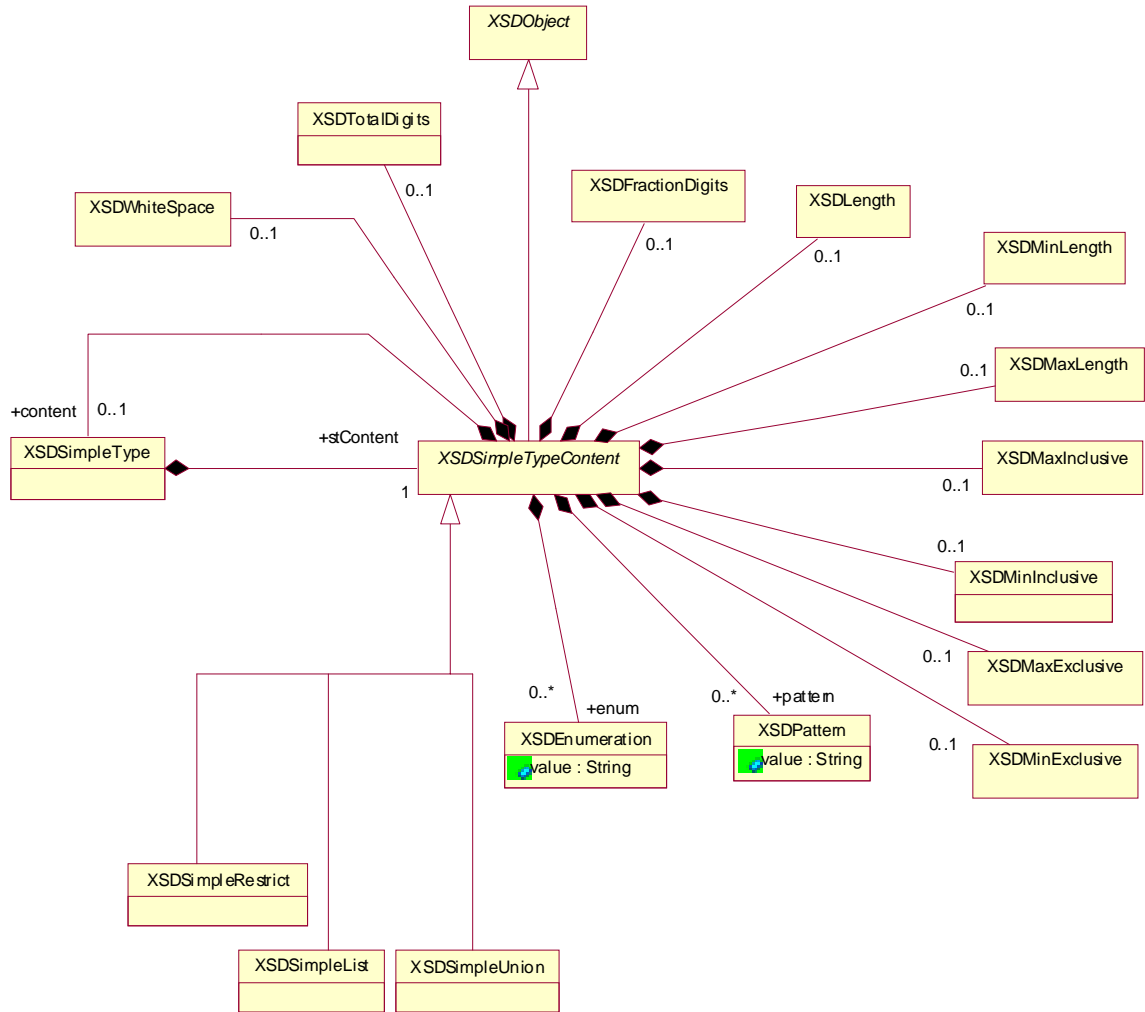 XSDObject
XSDTotalDigits
0..1
XSDFractionDigits
0..1
XSDLength
0..1
XSDWhiteSpace
0..1
XSDMinLength
0..1
XSDMaxLength
0..1
+content
0..1
XSDSimpleType
+stContent
1
XSDSimpleTypeContent
XSDMaxInclusive
0..1
0..1
XSDMinInclusive
0..1
XSDMaxExclusive
0..1
XSDMinExclusive
0..*
+enum
XSDEnumeration
value : String
0..*
+pattern
XSDPattern
value : String
XSDSimpleRestrict
XSDSimpleList
XSDSimpleUnion